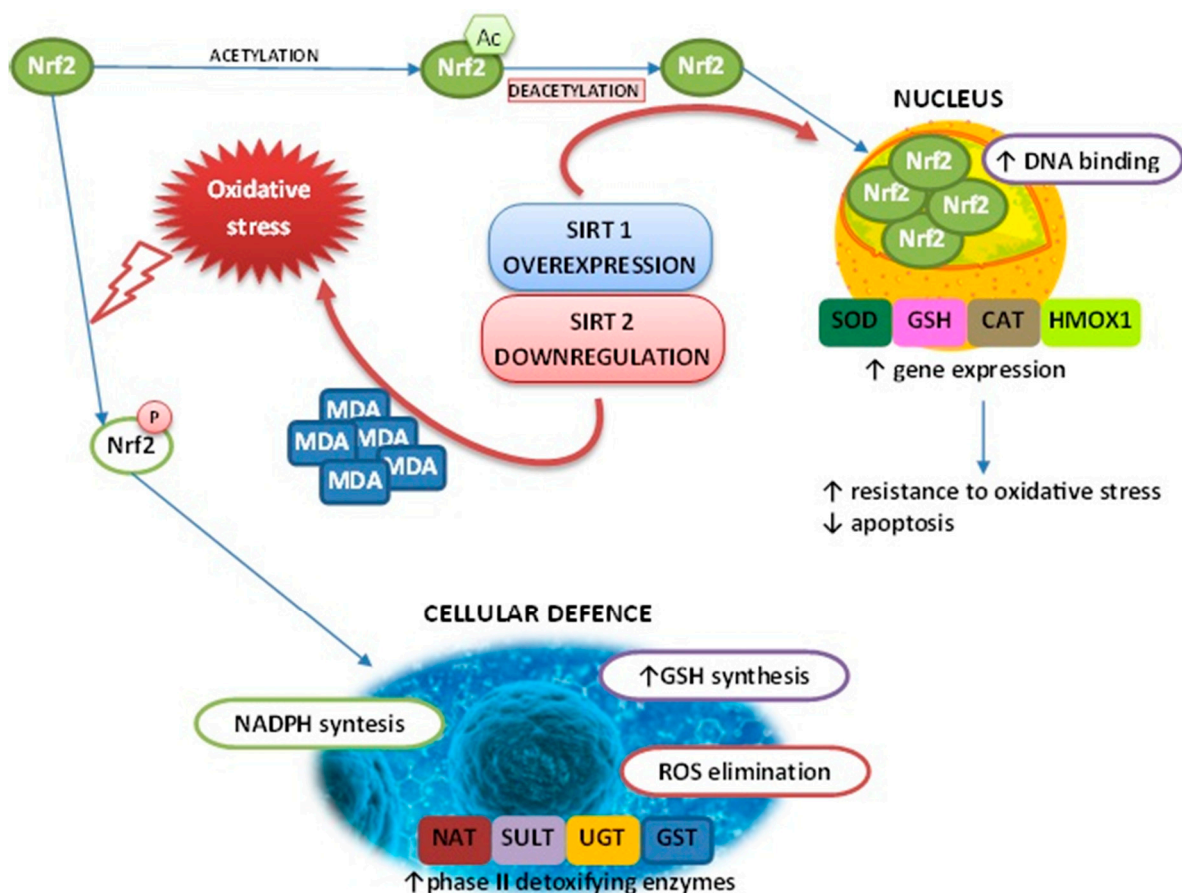 Nrf2
ACETYLATION
Ac
Nrf2
DEACETYLATION
Nrf2
NUCLEUS
Nrf2
Nrf2
Nrf2
Nrf2
↑ DNA binding
Oxidative
stress
SIRT 1
OVEREXPRESSION
SIRT 2
DOWNREGULATION
SOD GSH CAT HMOX1
↑ gene expression
P
Nrf2
MDA
MDA
MDA
MDA
MDA
↑ resistance to oxidative stress
↓ apoptosis
CELLULAR DEFENCE
↑GSH synthesis
NADPH syntesis
ROS elimination
NAT SULT UGT GST
↑phase II detoxifying enzymes